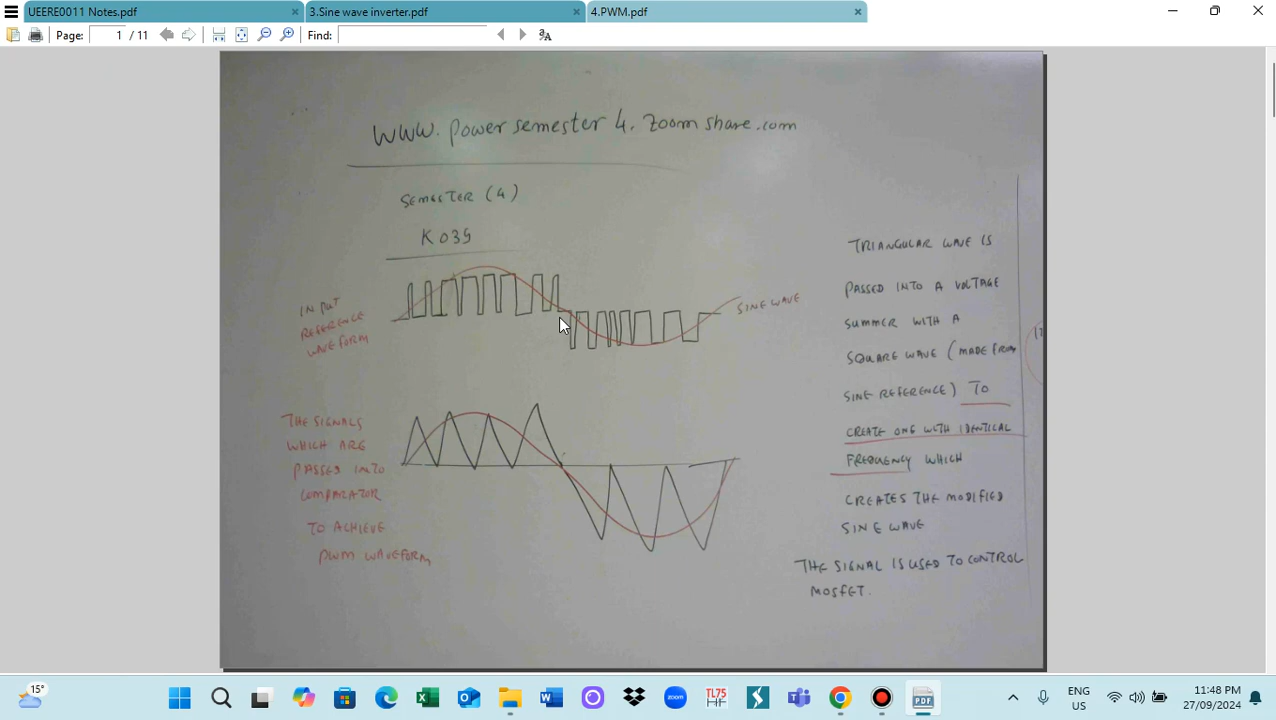 UEERE0011 Notes.pdf
3.Sine wave inverter.pdf
4.PWM.pdf
Page: 1 / 11
Find:
WWW. power semester 4. Zoom share.com
SEMESTER (4)
K 035
INPUT
REFERENCE
WAVEFORM
SINE WAVE
THE SIGNALS
WHICH ARE
PASSED INTO
COMPARATOR
TO ACHIEVE
PWM WAVEFORM
TRIANGULAR WAVE IS
PASSED INTO A VOLTAGE
SUMMER WITH A
SQUARE WAVE (MADE FROM
SINE REFERENCE) TO
CREATE ONE WITH IDENTICAL
FREQUENCY WHICH
CREATES THE MODIFIED
SINE WAVE
THE SIGNAL IS USED TO CONTROL
MOSFET.
15°
zoom
TL75
HF
ENG
US
11:48 PM
27/09/2024